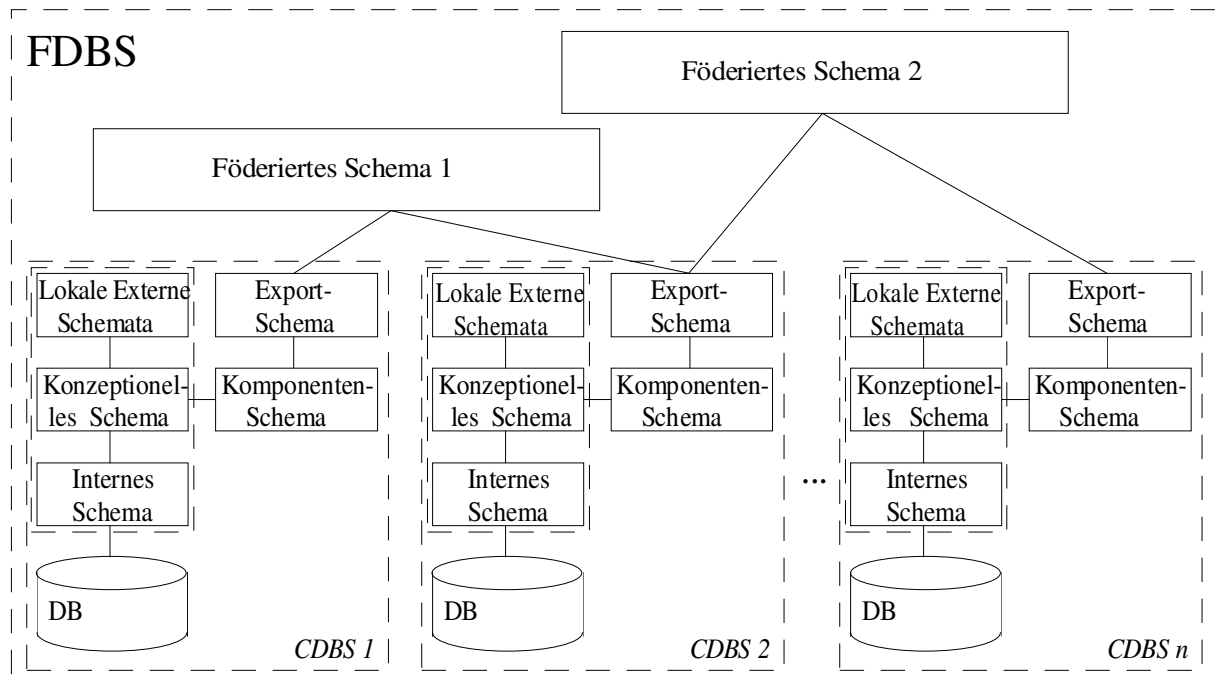 FDBS
Föderiertes Schema 2
Föderiertes Schema 1
Lokale Externe
Schemata
Export-
Schema
Konzeptionel-
les Schema
Komponenten-
Schema
Internes
Schema
DB
CDBS 1
Lokale Externe
Schemata
Export-
Schema
Konzeptionel-
les Schema
Komponenten-
Schema
Internes
Schema
DB
CDBS 2
...
Lokale Externe
Schemata
Export-
Schema
Konzeptionel-
les Schema
Komponenten-
Schema
Internes
Schema
DB
CDBS n